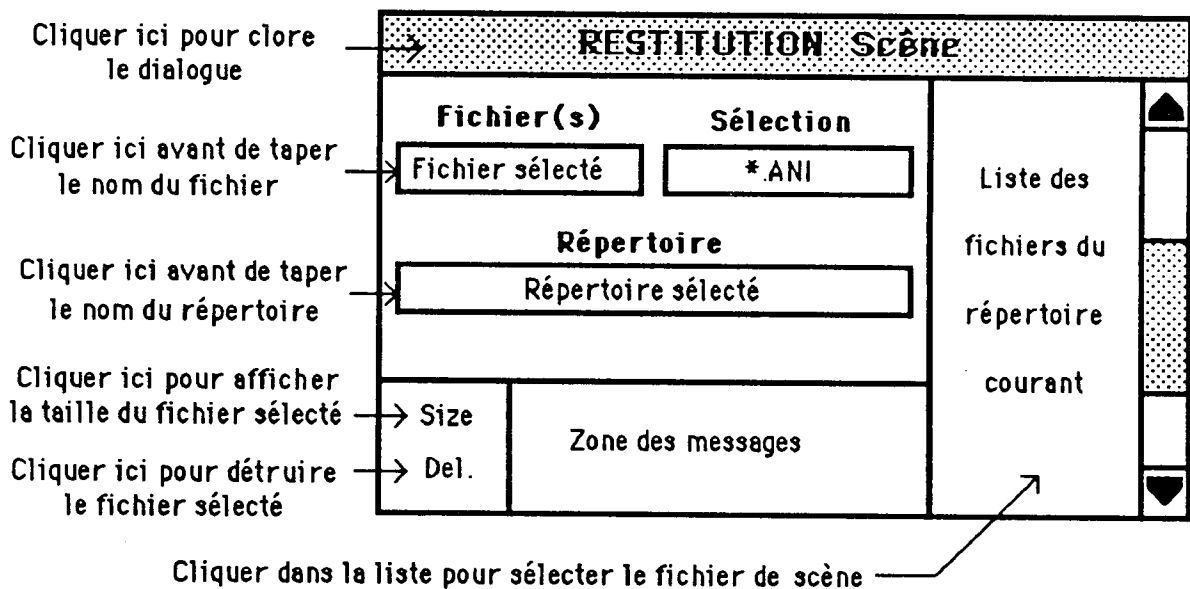 Cliquer ici pour clore
le dialogue
RESTITUTION Scène
Fichier(s)
Sélection
Cliquer ici avant de taper
le nom du fichier
Fichier sélecté
*.ANI
Liste des
fichiers du
répertoire
courant
Répertoire
Cliquer ici avant de taper
le nom du répertoire
Répertoire sélecté
Cliquer ici pour afficher
la taille du fichier sélecté
Size
Zone des messages
Cliquer ici pour détruire
le fichier sélecté
Del.
Cliquer dans la liste pour sélecter le fichier de scène